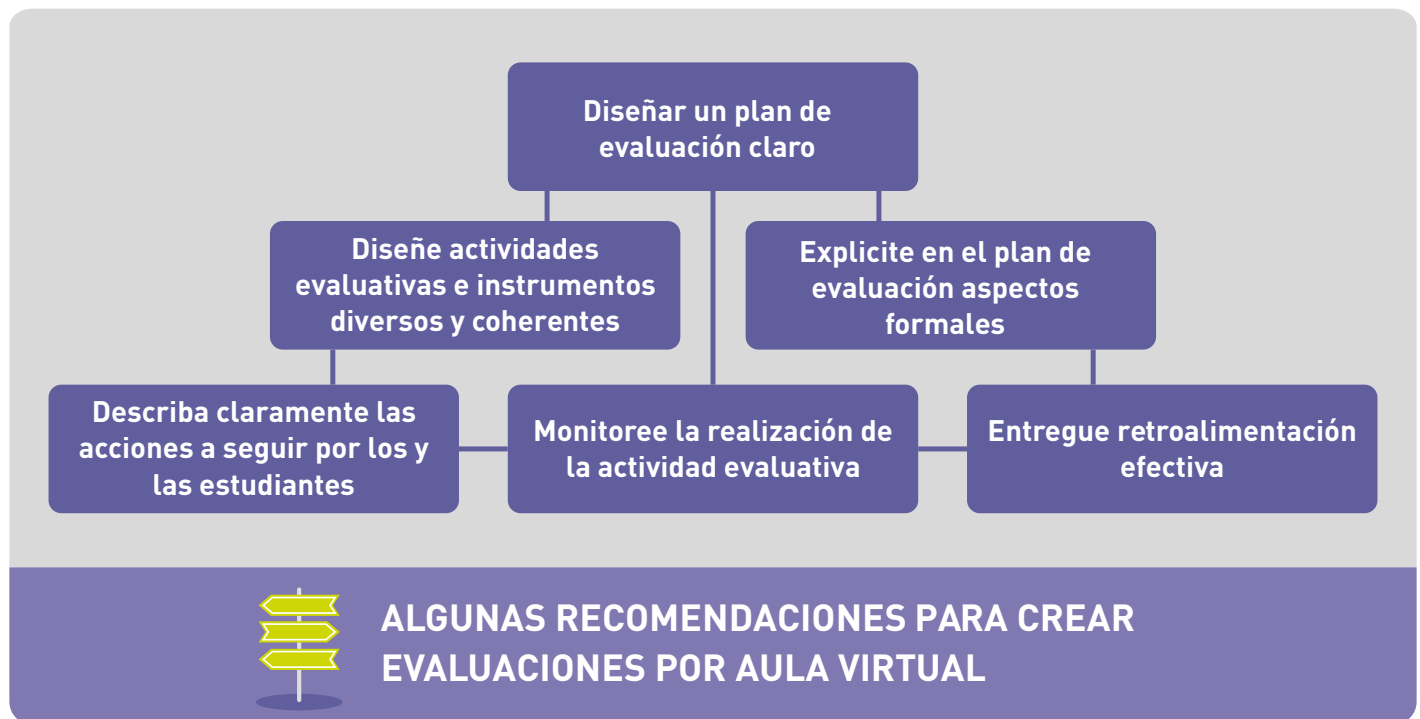 Diseñar un plan de
evaluación claro
Diseñe actividades
evaluativas e instrumentos
diversos y coherentes
Explicite en el plan de
evaluación aspectos
formales
Describa claramente las
acciones a seguir por los y
las estudiantes
Monitoree la realización de
la actividad evaluativa
Entregue retroalimentación
efectiva
ALGUNAS RECOMENDACIONES PARA CREAR
EVALUACIONES POR AULA VIRTUAL